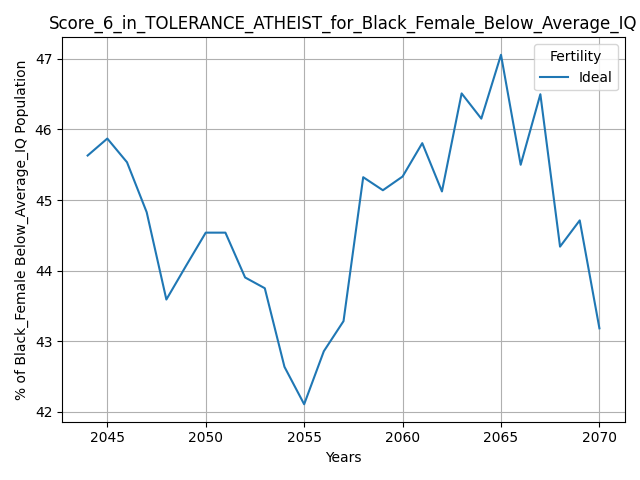 Score_6_in_TOLERANCE_ATHEIST_for_Black_Female_Below_Average_IQ
Fertility
Ideal
% of Black_Female Below_Average_IQ Population
47
46
45
44
43
42
2045
2050
2055
2060
2065
2070
Years